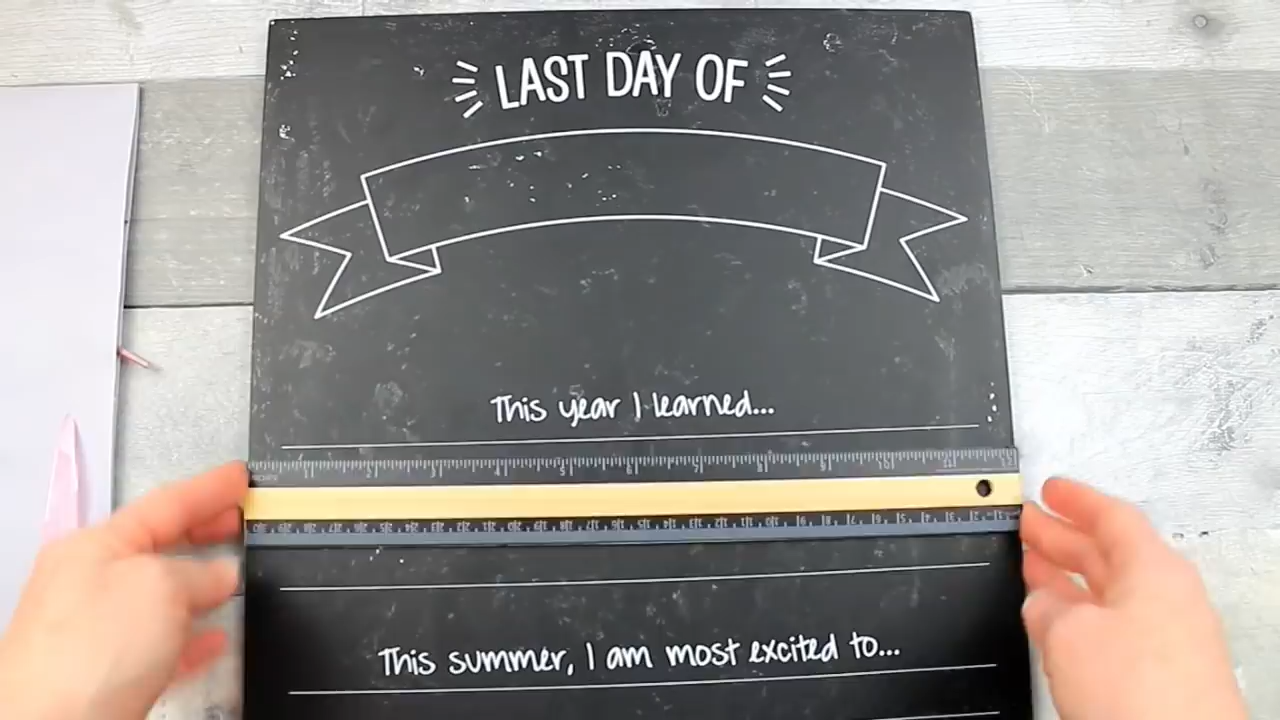 LAST DAY OF
This year I learned...
This summer, I am most excited to...